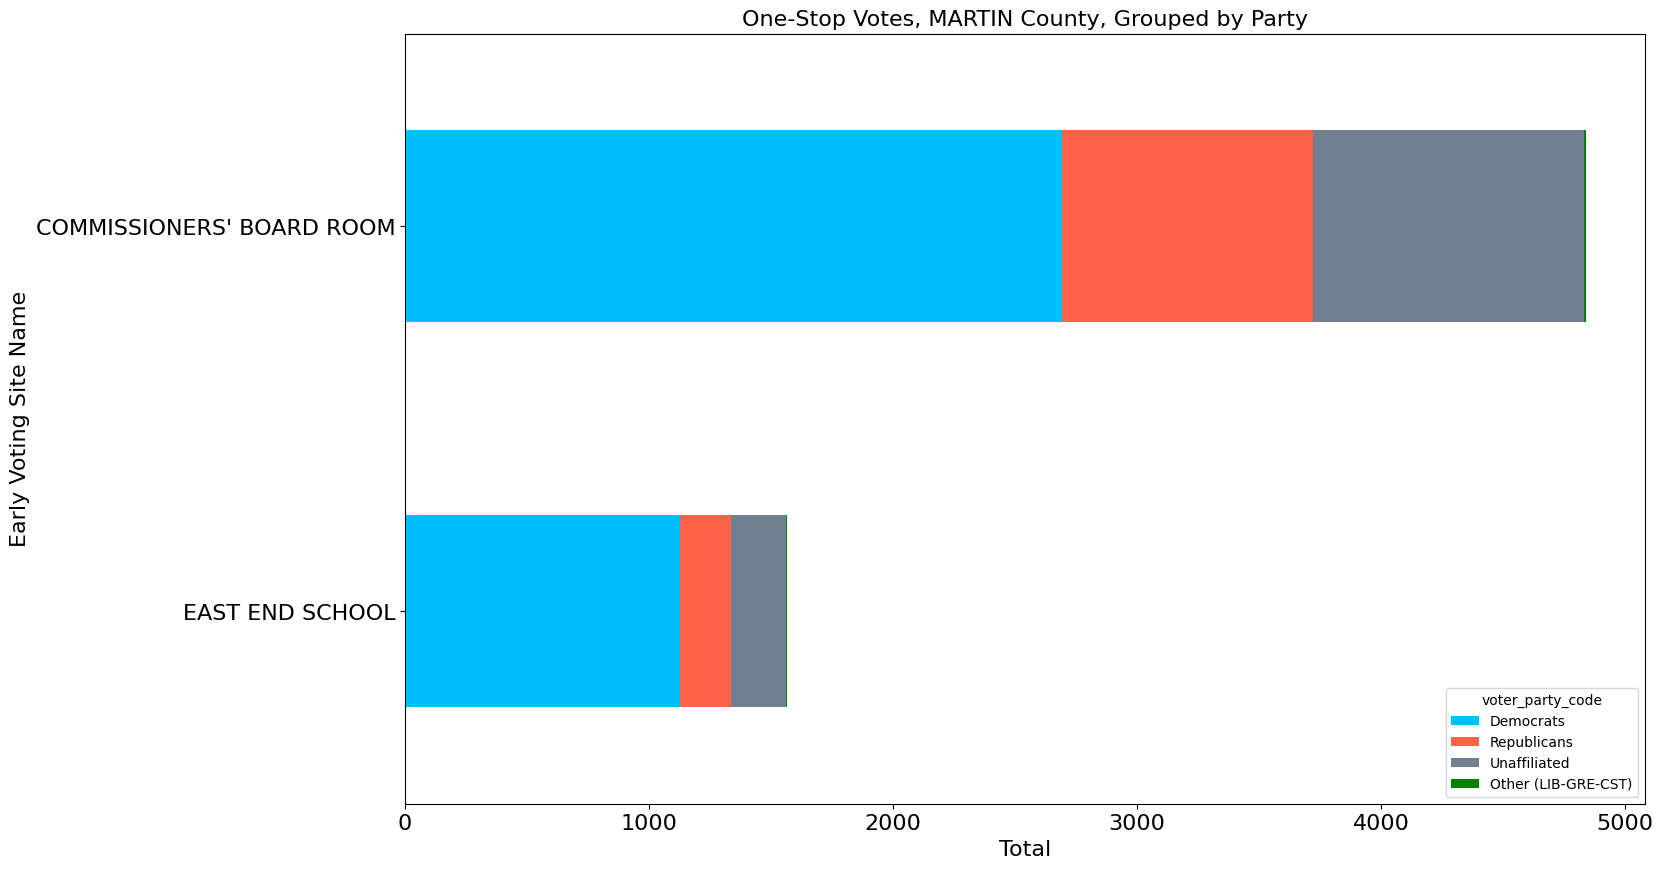 One-Stop Votes, MARTIN County, Grouped by Party
Early Voting Site Name
COMMISSIONERS' BOARD ROOM
EAST END SCHOOL
voter_party_code
Democrats
Republicans
Unaffiliated
Other (LIB-GRE-CST)
0 1000 2000 3000 4000 5000
Total